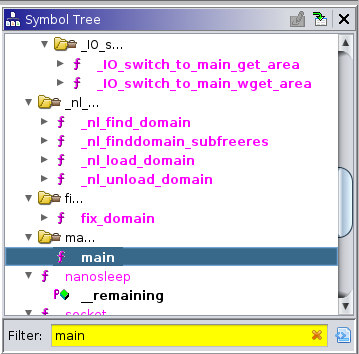 Symbol Tree
_IO_s...
_IO_switch_to_main_get_area
_IO_switch_to_main_wget_area
_nl_...
_nl_find_domain
_nl_finddomain_subfreeres
_nl_load_domain
_nl_unload_domain
fi...
fix_domain
ma...
main
nanosleep
__remaining
socket
Filter: main